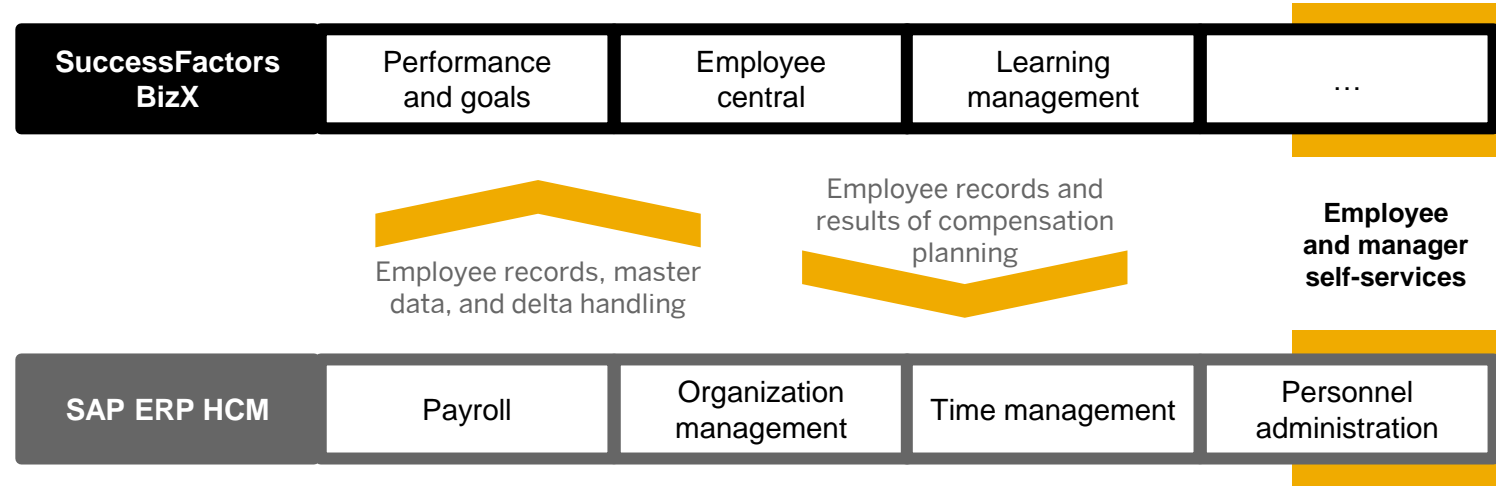 SuccessFactors
BizX
Performance
and goals
Employee
central
Learning
management
…
Employee records, master
data, and delta handling
Employee records and
results of compensation
planning
Employee
and manager
self-services
SAP ERP HCM
Payroll
Organization
management
Time management
Personnel
administration